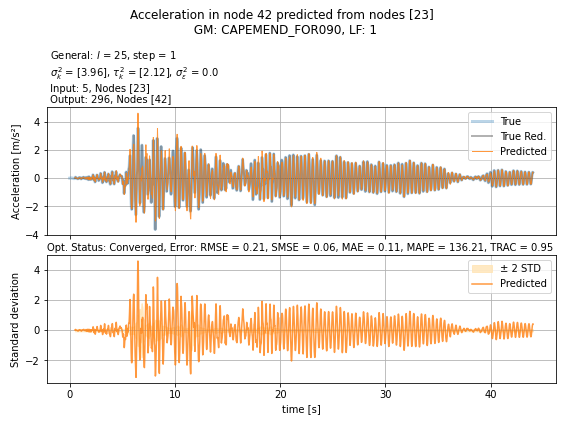 Acceleration in node 42 predicted from nodes [23]
GM: CAPEMEND_FOR090, LF: 1
General: l = 25, step = 1
σ²ₖ = [3.96], τ²ₖ = [2.12], σ²ε = 0.0
Input: 5, Nodes [23]
Output: 296, Nodes [42]
Acceleration [m/s²]
4
2
0
−2
−4
True
True Red.
Predicted
Opt. Status: Converged, Error: RMSE = 0.21, SMSE = 0.06, MAE = 0.11, MAPE = 136.21, TRAC = 0.95
Standard deviation
4
2
0
−2
± 2 STD
Predicted
0
10
20
30
40
time [s]